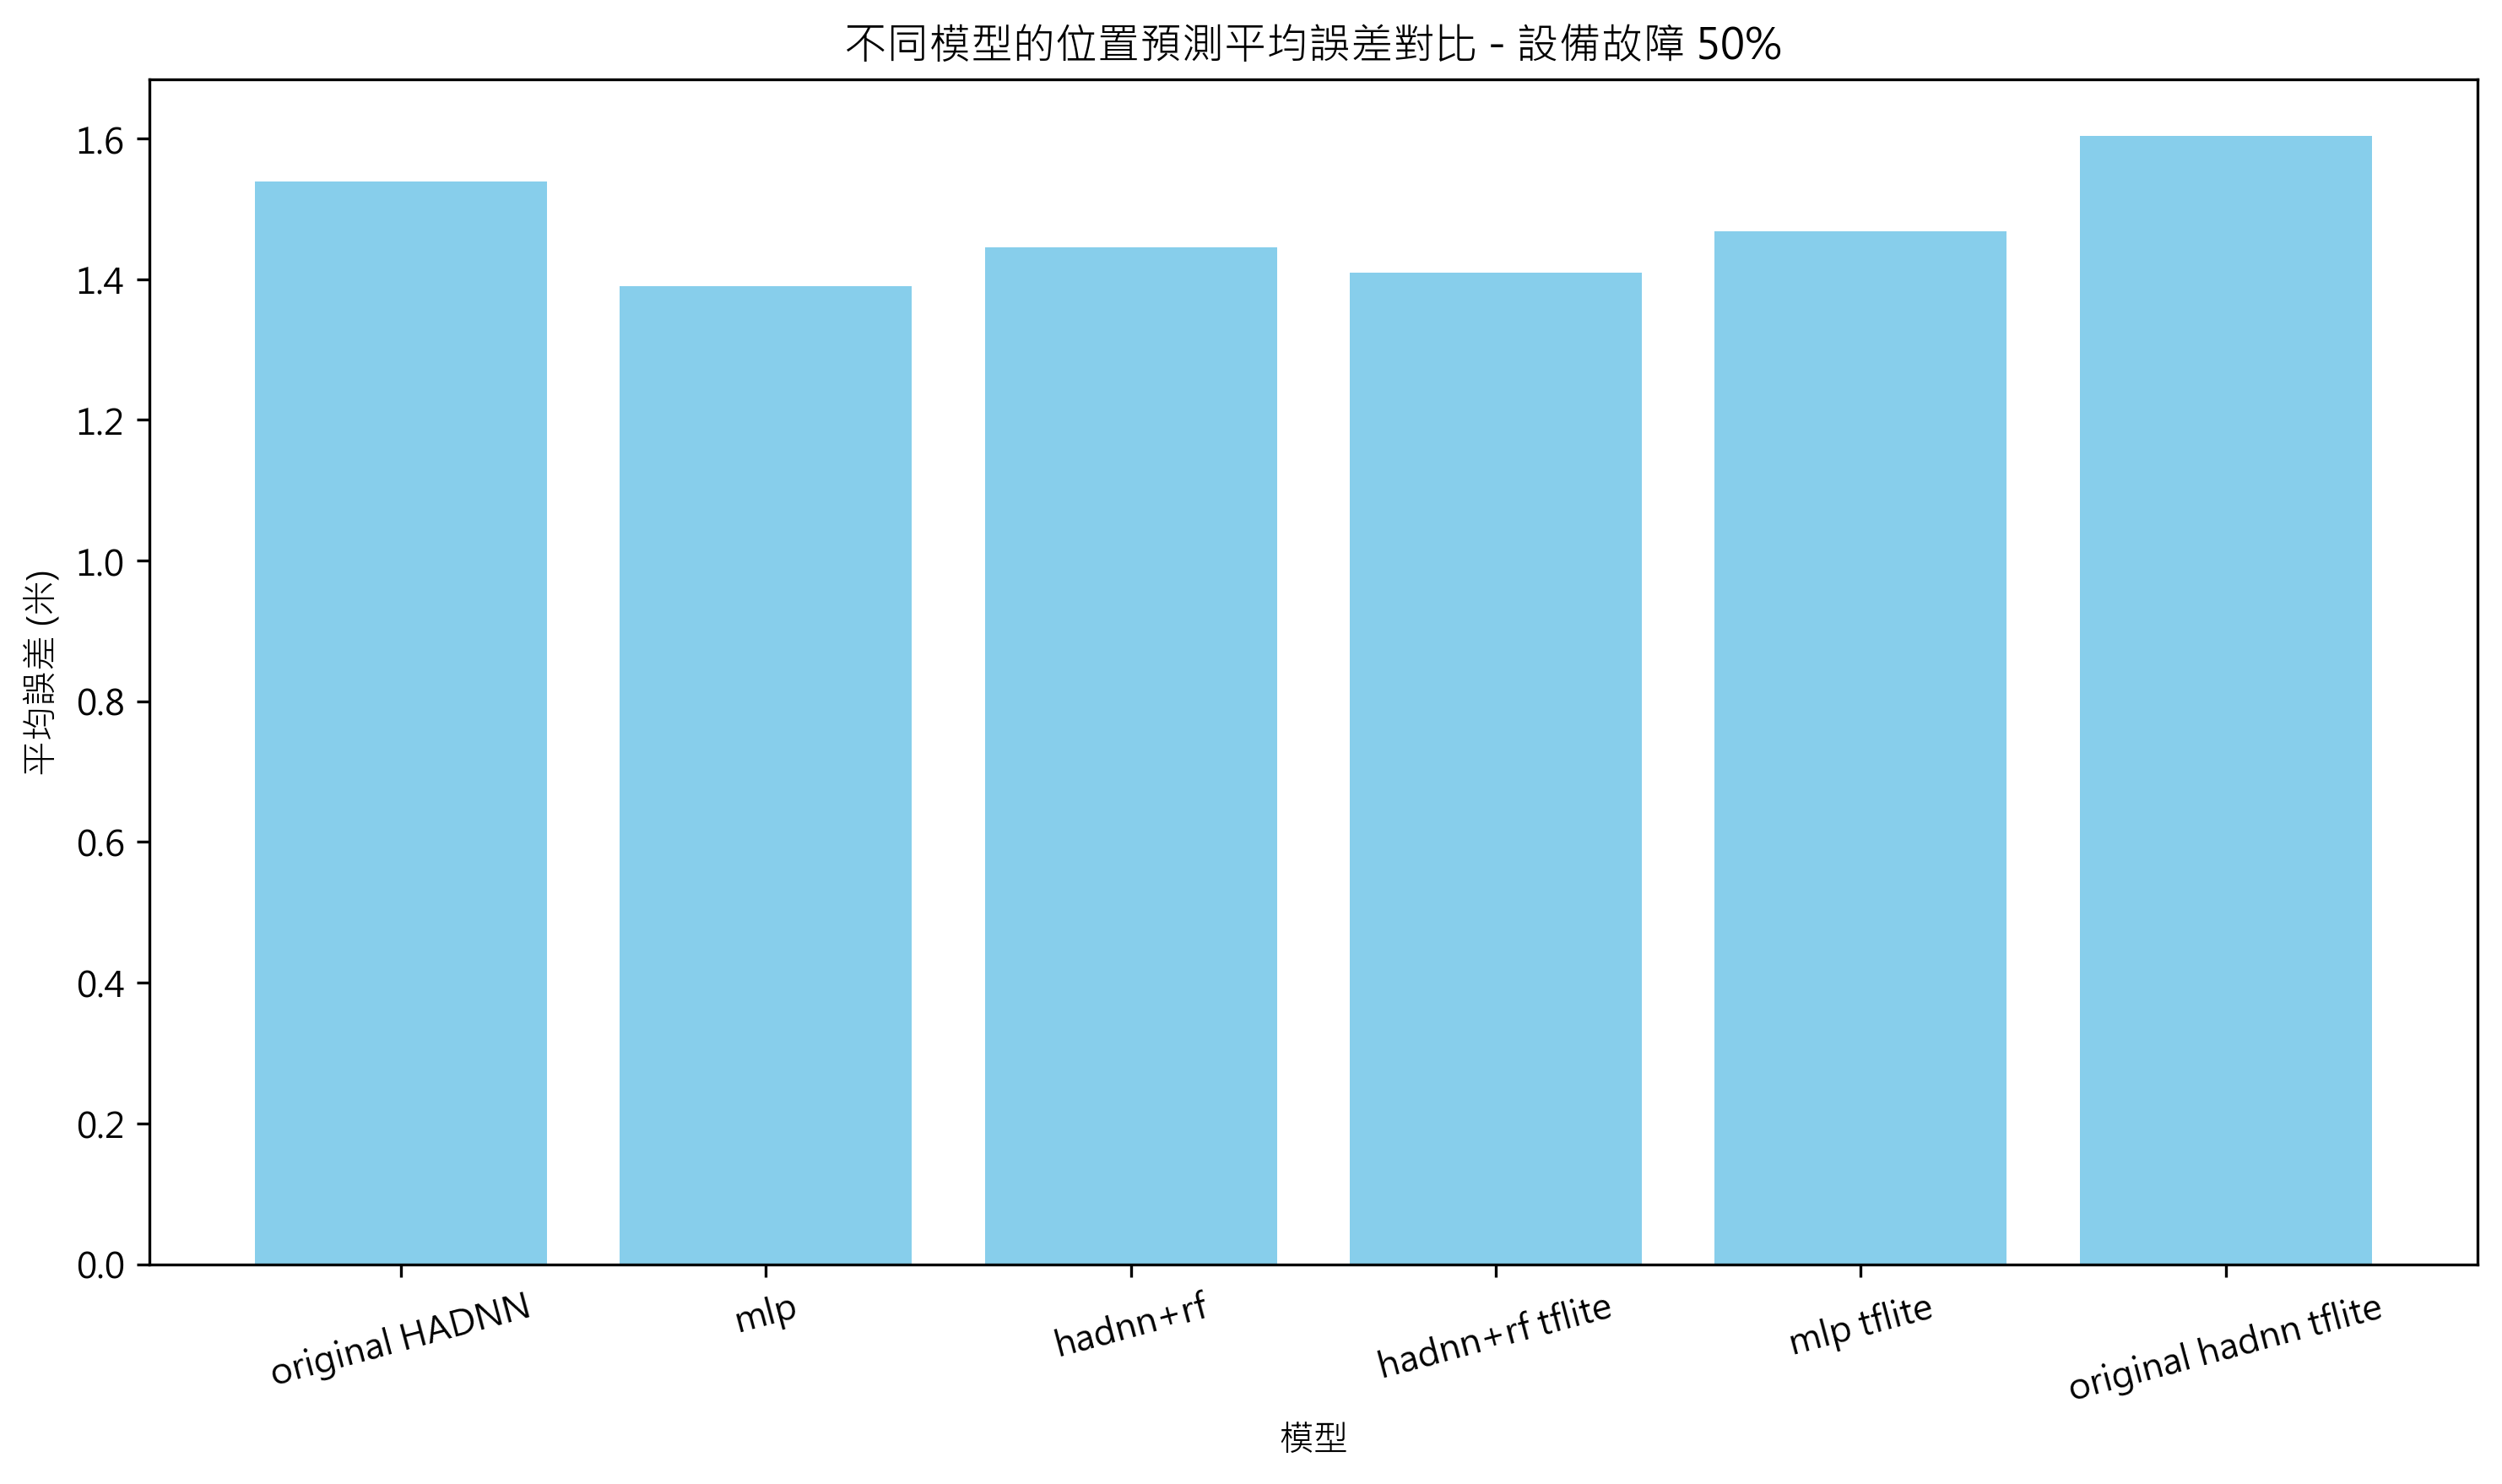 不同模型的位置預測平均誤差對比 - 設備故障 50%
平均誤差 (米)
1.6
1.4
1.2
1.0
0.8
0.6
0.4
0.2
0.0
original HADNN
mlp
hadnn+rf
hadnn+rf tflite
mlp tflite
original hadnn tflite
模型